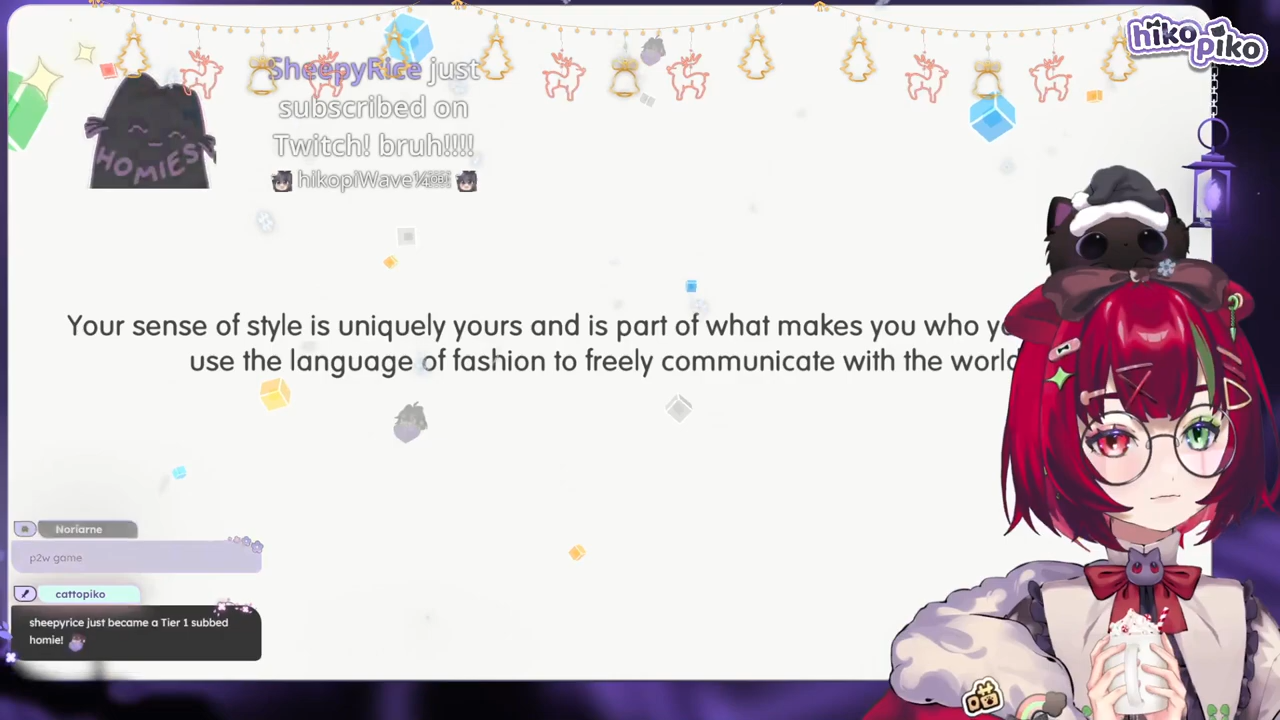 hiko
piko
SheepyRice just
subscribed on
Twitch! bruh!!!!
hikopiWave
HOMIES
Your sense of style is uniquely yours and is part of what makes you who
use the language of fashion to freely communicate with the world
Noriarne
p2w game
cattopiko
sheepyrice just became a Tier 1 subbed
homie!